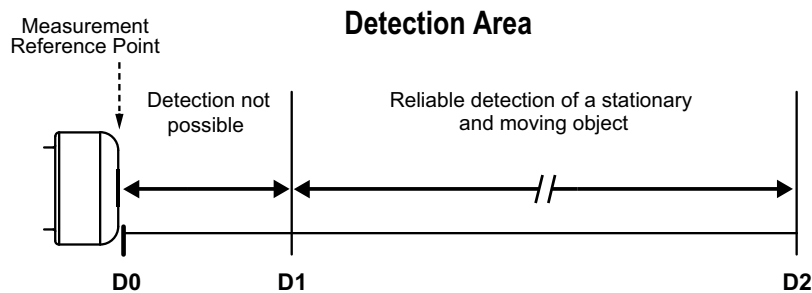 Detection Area
Measurement
Reference Point
Detection not
possible
Reliable detection of a stationary
and moving object
D0
D1
D2